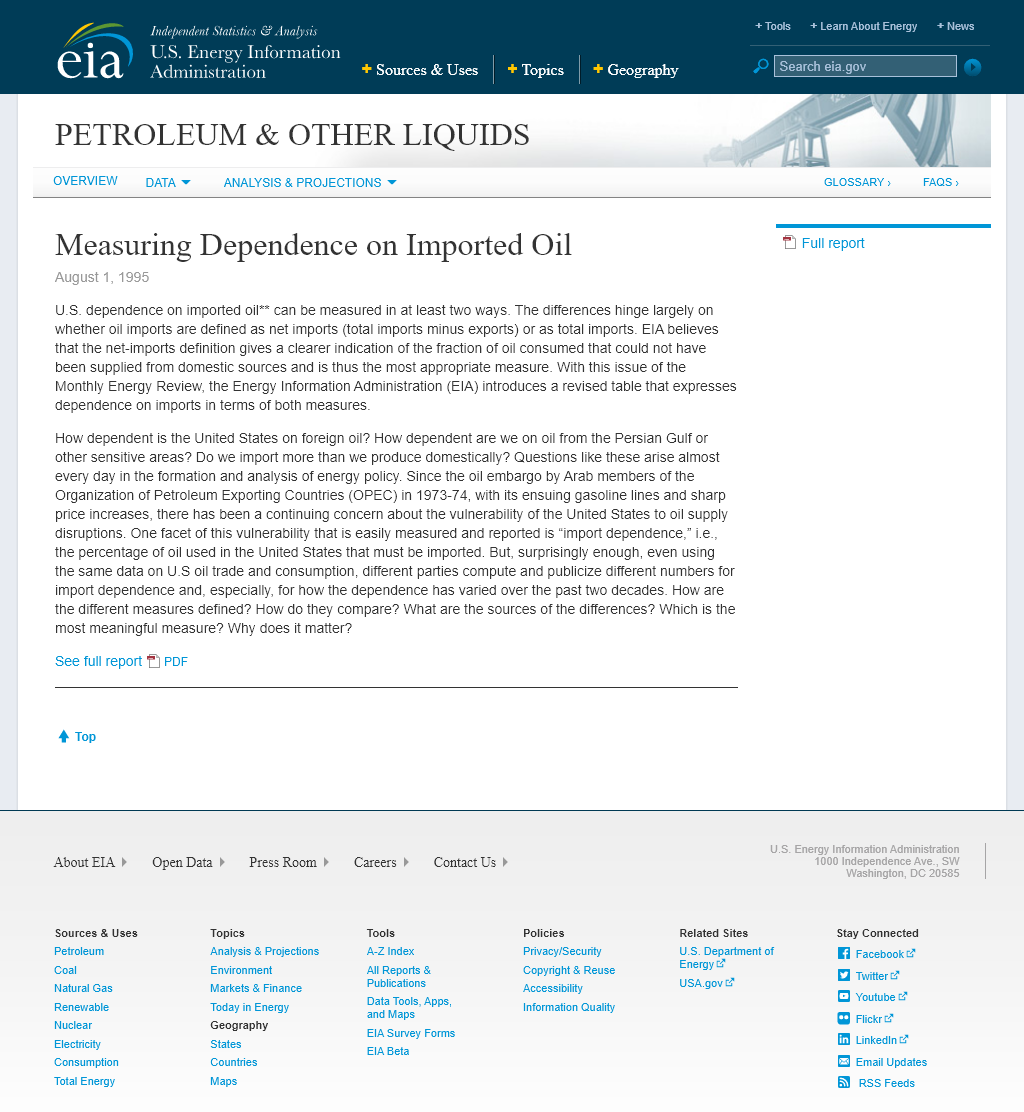 eia
Independent Statistics & Analysis
U.S. Energy Information
Administration
+ Sources & Uses
+ Topics
+ Geography
+ Tools
+ Learn About Energy
+ News
Search eia.gov
PETROLEUM & OTHER LIQUIDS
OVERVIEW
DATA
ANALYSIS & PROJECTIONS
GLOSSARY ›
FAQS ›
Measuring Dependence on Imported Oil
August 1, 1995
U.S. dependence on imported oil** can be measured in at least two ways. The differences hinge largely on
whether oil imports are defined as net imports (total imports minus exports) or as total imports. EIA believes
that the net-imports definition gives a clearer indication of the fraction of oil consumed that could not have
been supplied from domestic sources and is thus the most appropriate measure. With this issue of the
Monthly Energy Review, the Energy Information Administration (EIA) introduces a revised table that expresses
dependence on imports in terms of both measures.
How dependent is the United States on foreign oil? How dependent are we on oil from the Persian Gulf or
other sensitive areas? Do we import more than we produce domestically? Questions like these arise almost
every day in the formation and analysis of energy policy. Since the oil embargo by Arab members of the
Organization of Petroleum Exporting Countries (OPEC) in 1973-74, with its ensuing gasoline lines and sharp
price increases, there has been a continuing concern about the vulnerability of the United States to oil supply
disruptions. One facet of this vulnerability that is easily measured and reported is “import dependence,” i.e.,
the percentage of oil used in the United States that must be imported. But, surprisingly enough, even using
the same data on U.S oil trade and consumption, different parties compute and publicize different numbers for
import dependence and, especially, for how the dependence has varied over the past two decades. How are
the different measures defined? How do they compare? What are the sources of the differences? Which is the
most meaningful measure? Why does it matter?
See full report PDF
Full report
Top
About EIA
Open Data
Press Room
Careers
Contact Us
U.S. Energy Information Administration
1000 Independence Ave., SW
Washington, DC 20585
Sources & Uses
Petroleum
Coal
Natural Gas
Renewable
Nuclear
Electricity
Consumption
Total Energy
Topics
Analysis & Projections
Environment
Markets & Finance
Today in Energy
Geography
States
Countries
Maps
Tools
A-Z Index
All Reports &
Publications
Data Tools, Apps,
and Maps
EIA Survey Forms
EIA Beta
Policies
Privacy/Security
Copyright & Reuse
Accessibility
Information Quality
Related Sites
U.S. Department of
Energy
USA.gov
Stay Connected
Facebook
Twitter
Youtube
Flickr
LinkedIn
Email Updates
RSS Feeds